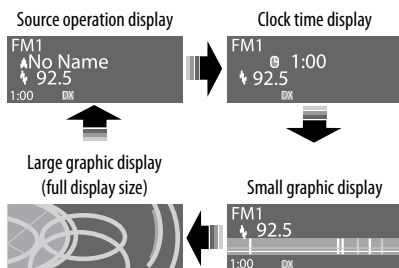 Source operation display
FM1
No Name
92.5
1:00 DX
Clock time display
FM1
1:00
92.5
DX
Large graphic display
(full display size)
Small graphic display
FM1
92.5
1:00 DX